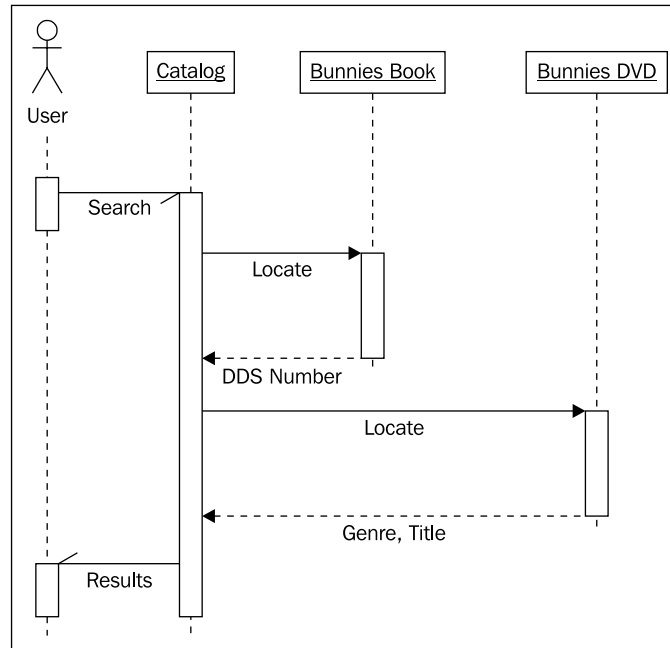 User
Catalog
Bunnies Book
Bunnies DVD
Search
Locate
DDS Number
Locate
Genre, Title
Results